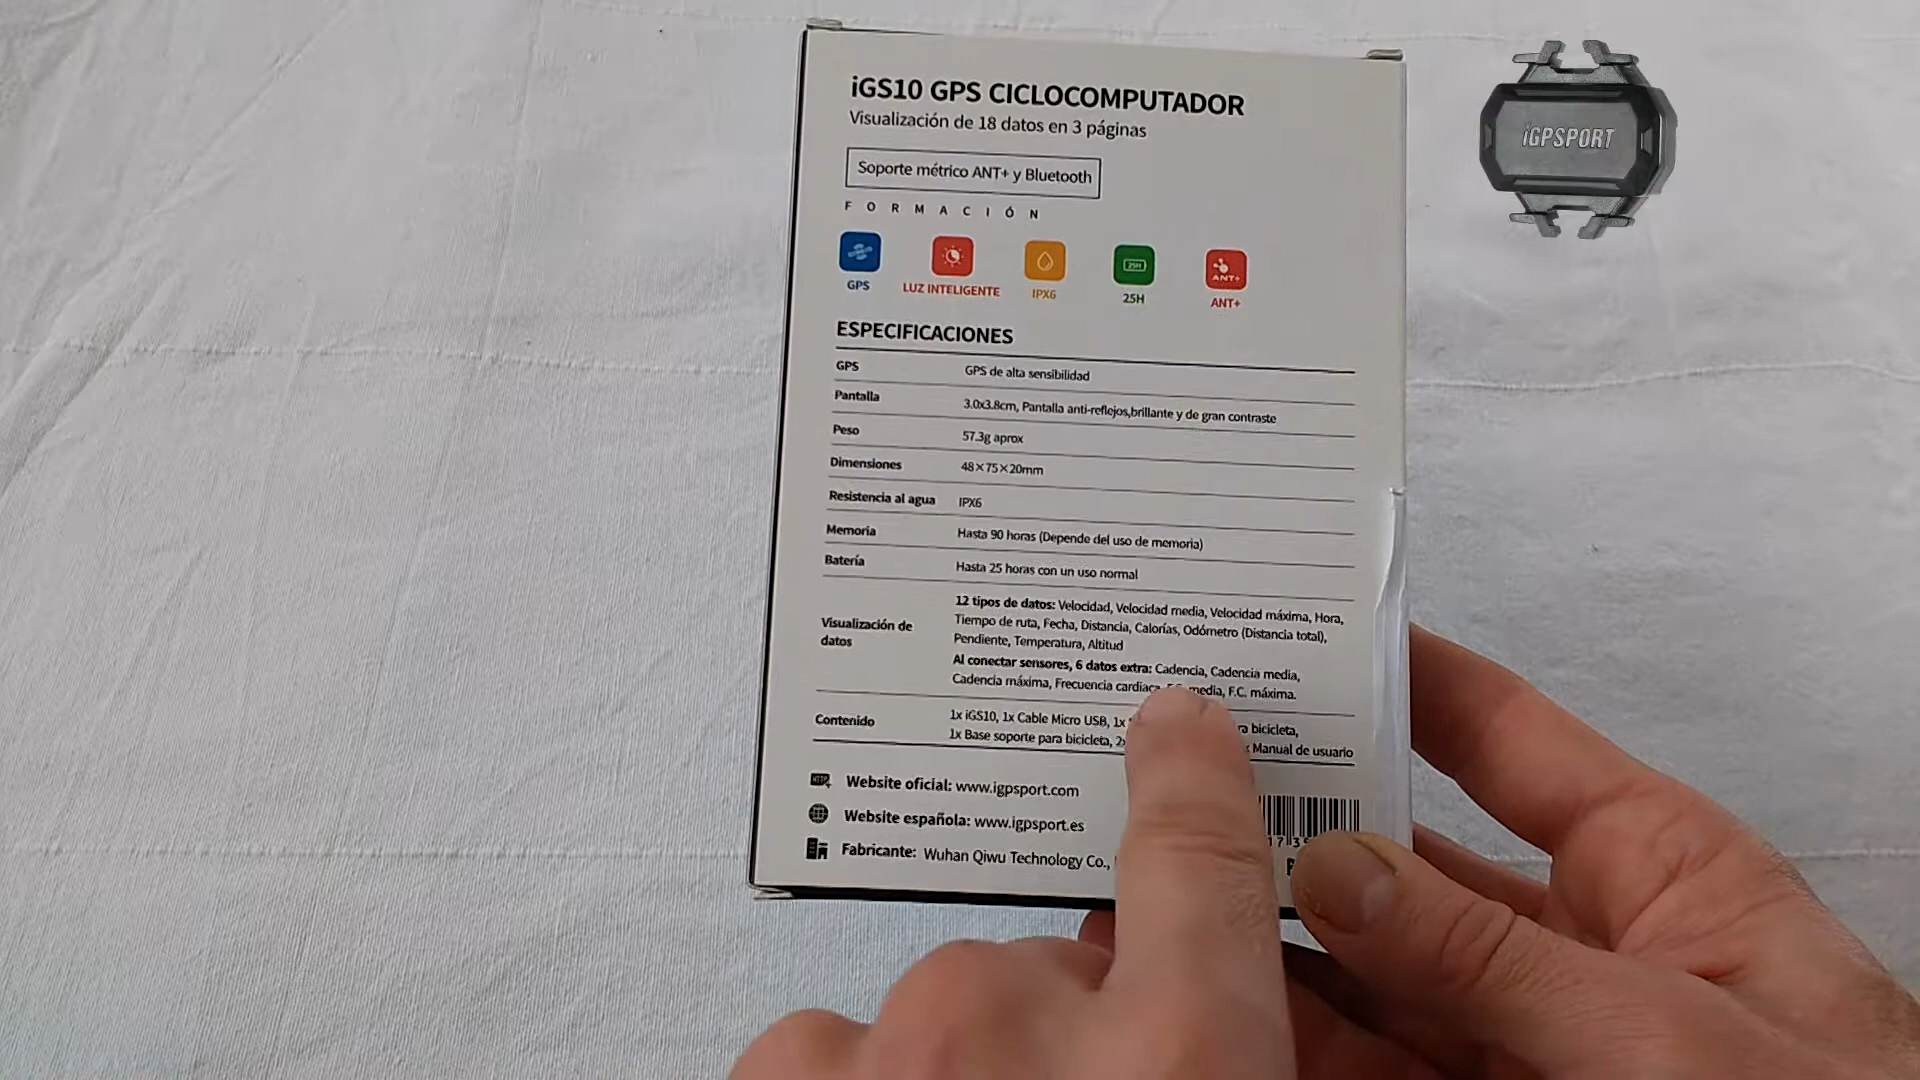 iGS10 GPS CICLOCOMPUTADOR
Visualización de 18 datos en 3 páginas
iGPSPORT
Soporte métrico ANT+ y Bluetooth
FORMACIÓN
25H
ANT+
GPS
LUZ INTELIGENTE
IPX6
25H
ANT+
ESPECIFICACIONES
GPS GPS de alta sensibilidad
Pantalla 3.0x3.8cm, Pantalla anti-reflejos,brillante y de gran contraste
Peso 57.3g aprox
Dimensiones 48×75×20mm
Resistencia al agua IPX6
Memoria Hasta 90 horas (Depende del uso de memoria)
Batería Hasta 25 horas con un uso normal
Visualización de datos
12 tipos de datos: Velocidad, Velocidad media, Velocidad máxima, Hora,
Tiempo de ruta, Fecha, Distancia, Calorías, Odómetro (Distancia total),
Pendiente, Temperatura, Altitud
Al conectar sensores, 6 datos extra: Cadencia, Cadencia media,
Cadencia máxima, Frecuencia cardiaca, media, F.C. máxima.
Contenido 1x iGS10, 1x Cable Micro USB, 1x bicicleta,
1x Base soporte para bicicleta, Manual de usuario
Website oficial: www.igpsport.com
Website española: www.igpsport.es
Fabricante: Wuhan Qiwu Technology Co.,